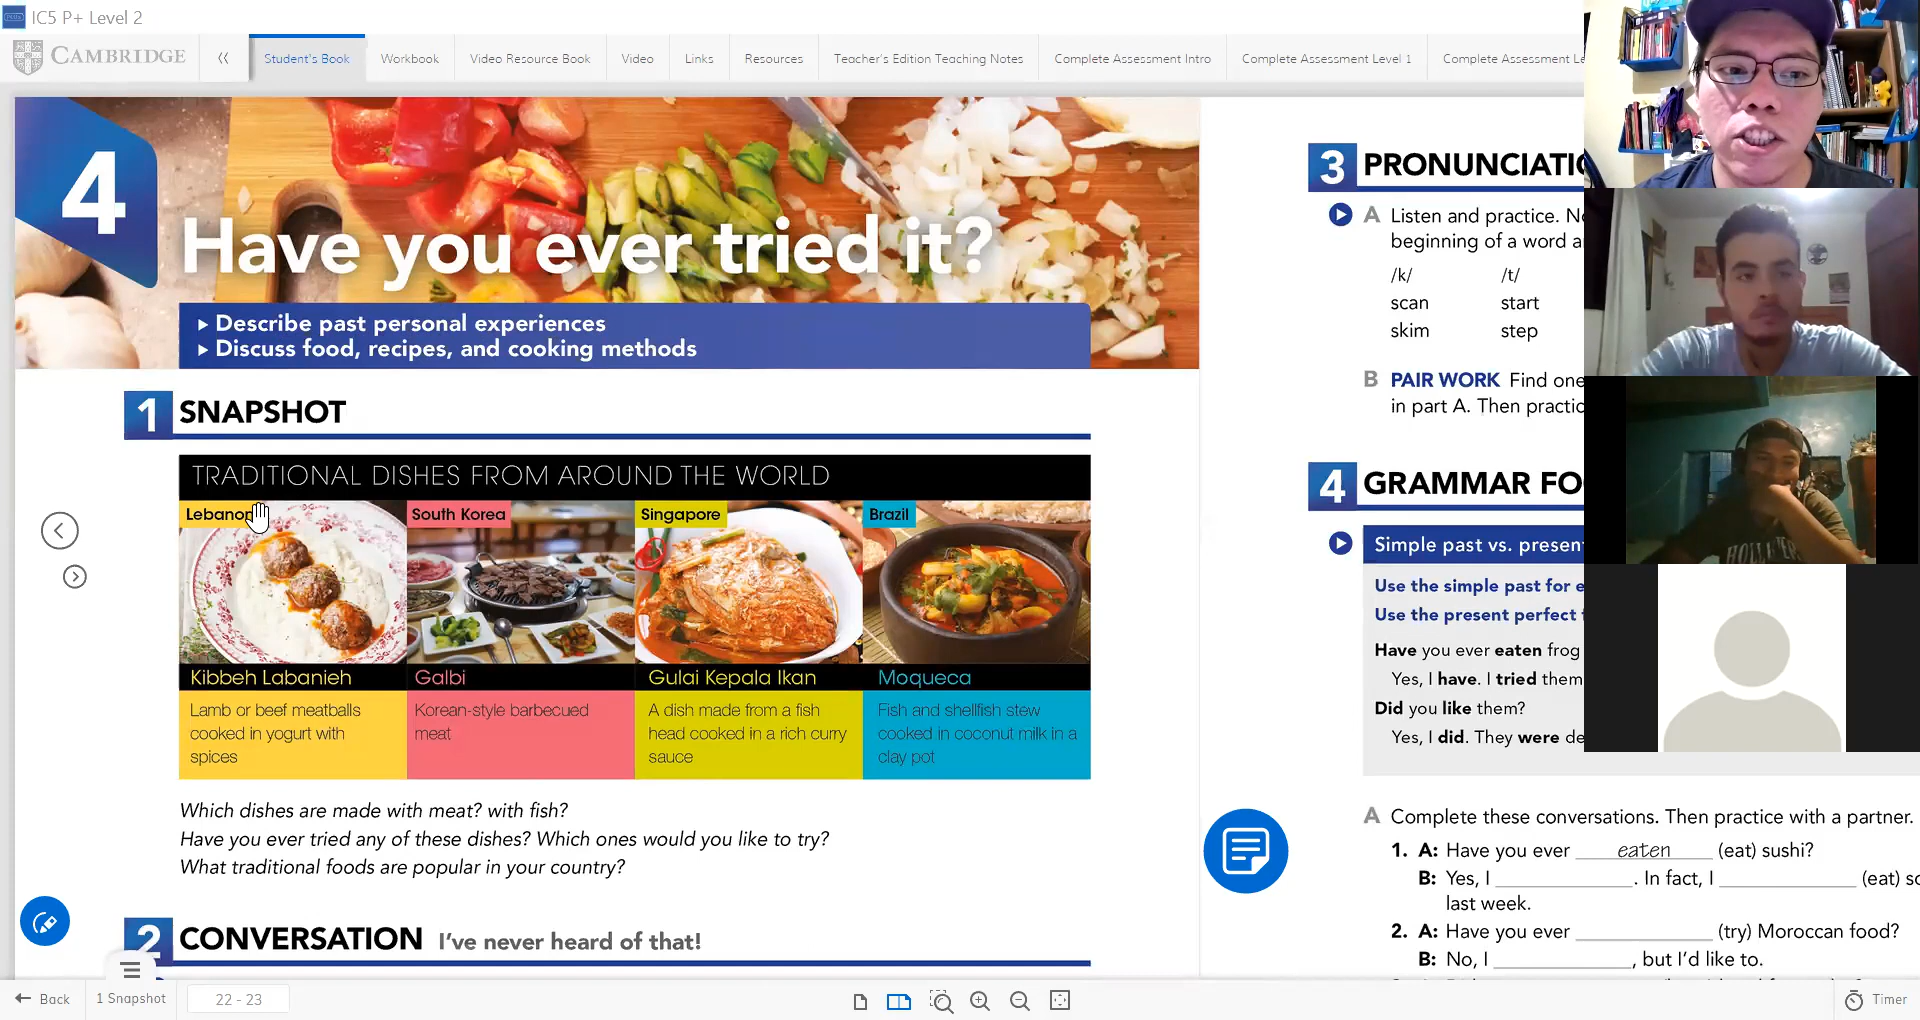 IC5 P+ Level 2
CAMBRIDGE
Student's Book
Workbook
Video Resource Book
Video
Links
Resources
Teacher's Edition Teaching Notes
Complete Assessment Intro
Complete Assessment Level 1
Complete Assessment Le
4
Have you ever tried it?
Describe past personal experiences
Discuss food, recipes, and cooking methods
1 SNAPSHOT
TRADITIONAL DISHES FROM AROUND THE WORLD
Lebanon
Kibbeh Labanieh
Lamb or beef meatballs
cooked in yogurt with
spices
South Korea
Galbi
Korean-style barbecued
meat
Singapore
Gulai Kepala Ikan
A dish made from a fish
head cooked in a rich curry
sauce
Brazil
Moqueca
Fish and shellfish stew
cooked in coconut milk in a
clay pot
Which dishes are made with meat? with fish?
Have you ever tried any of these dishes? Which ones would you like to try?
What traditional foods are popular in your country?
2 CONVERSATION I've never heard of that!
3 PRONUNCIATIO
A Listen and practice. No
beginning of a word a
/k/ /t/
scan start
skim step
B PAIR WORK Find one
in part A. Then practic
4 GRAMMAR FO
Simple past vs. presen
Use the simple past for e
Use the present perfect f
Have you ever eaten frog
Yes, I have. I tried them
Did you like them?
Yes, I did. They were de
HOLLISTER
A Complete these conversations. Then practice with a partner.
1. A: Have you ever eaten (eat) sushi?
B: Yes, I ____. In fact, I ____ (eat) so
last week.
2. A: Have you ever ____ (try) Moroccan food?
B: No, I ____, but I'd like to.
Back
1 Snapshot
22 - 23
Timer